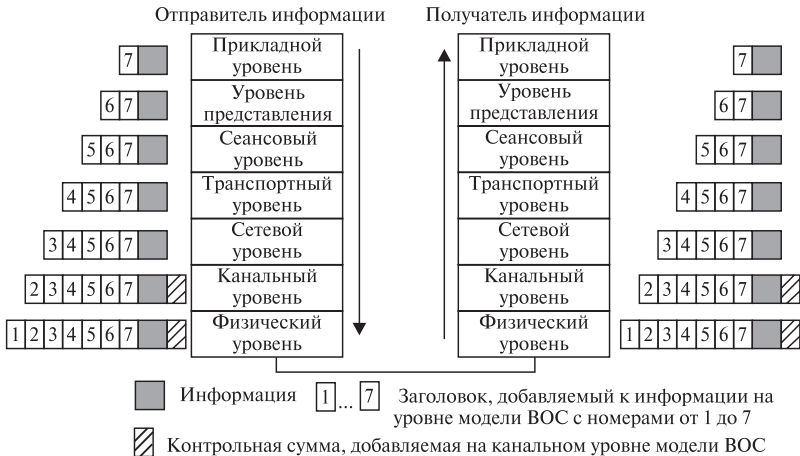 Отправитель информации
Получатель информации
7
Прикладной
уровень
Прикладной
уровень
7
6 7
Уровень
представления
Уровень
представления
6 7
5 6 7
Сеансовый
уровень
Сеансовый
уровень
5 6 7
4 5 6 7
Транспортный
уровень
Транспортный
уровень
4 5 6 7
3 4 5 6 7
Сетевой
уровень
Сетевой
уровень
3 4 5 6 7
2 3 4 5 6 7
Канальный
уровень
Канальный
уровень
2 3 4 5 6 7
1 2 3 4 5 6 7
Физический
уровень
Физический
уровень
1 2 3 4 5 6 7
Информация
1 ... 7
Заголовок, добавляемый к информации на
уровне модели ВОС с номерами от 1 до 7
Контрольная сумма, добавляемая на канальном уровне модели ВОС